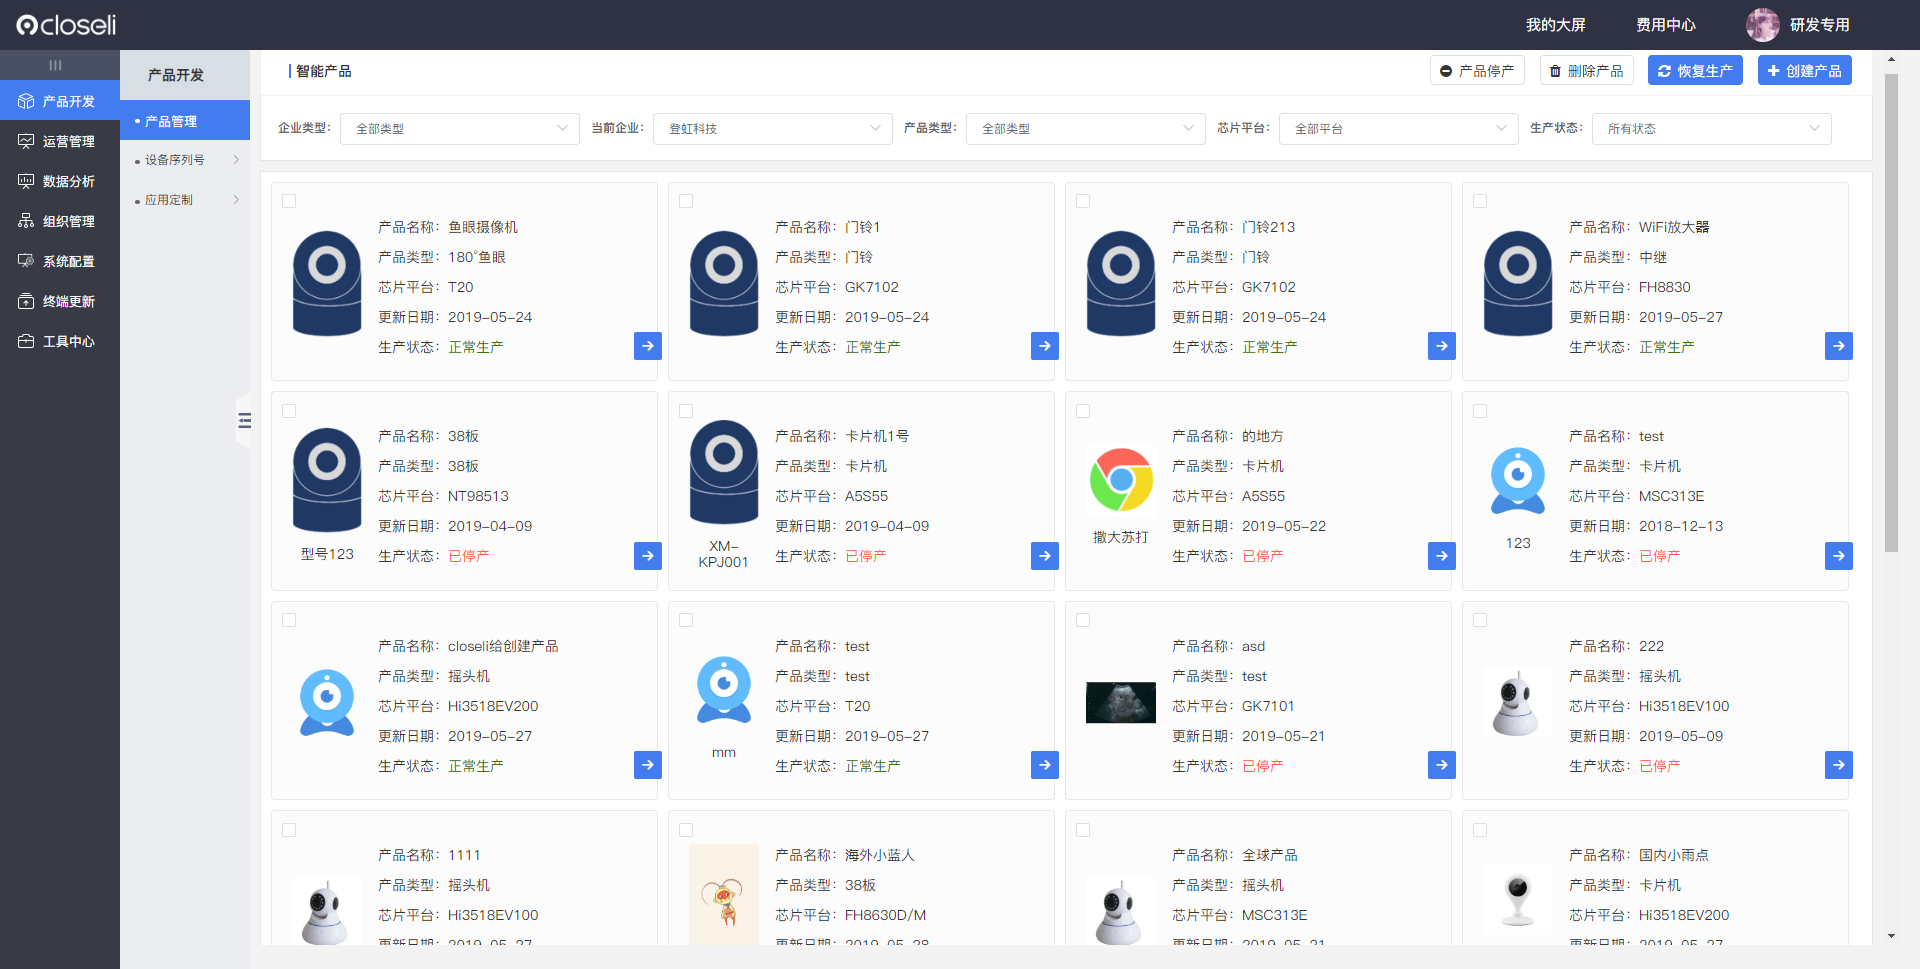 closeli
我的大屏
费用中心
研发专用
产品开发
运营管理
数据分析
组织管理
系统配置
终端更新
工具中心
产品开发
产品管理
设备序列号
应用定制
智能产品
产品停产
删除产品
恢复生产
创建产品
企业类型： 全部类型
当前企业： 登虹科技
产品类型： 全部类型
芯片平台： 全部平台
生产状态： 所有状态
产品名称：鱼眼摄像机
产品类型：180°鱼眼
芯片平台：T20
更新日期：2019-05-24
生产状态：正常生产
产品名称：门铃1
产品类型：门铃
芯片平台：GK7102
更新日期：2019-05-24
生产状态：正常生产
产品名称：门铃213
产品类型：门铃
芯片平台：GK7102
更新日期：2019-05-24
生产状态：正常生产
产品名称：WiFi放大器
产品类型：中继
芯片平台：FH8830
更新日期：2019-05-27
生产状态：正常生产
型号123
产品名称：38板
产品类型：38板
芯片平台：NT98513
更新日期：2019-04-09
生产状态：已停产
XM-
KPJ001
产品名称：卡片机1号
产品类型：卡片机
芯片平台：A5S55
更新日期：2019-04-09
生产状态：已停产
撒大苏打
产品名称：的地方
产品类型：卡片机
芯片平台：A5S55
更新日期：2019-05-22
生产状态：已停产
123
产品名称：test
产品类型：卡片机
芯片平台：MSC313E
更新日期：2018-12-13
生产状态：已停产
产品名称：closeli给创建产品
产品类型：摇头机
芯片平台：Hi3518EV200
更新日期：2019-05-27
生产状态：正常生产
mm
产品名称：test
产品类型：test
芯片平台：T20
更新日期：2019-05-27
生产状态：正常生产
产品名称：asd
产品类型：test
芯片平台：GK7101
更新日期：2019-05-21
生产状态：已停产
产品名称：222
产品类型：摇头机
芯片平台：Hi3518EV100
更新日期：2019-05-09
生产状态：已停产
产品名称：1111
产品类型：摇头机
芯片平台：Hi3518EV100
更新日期：2019-05-27
产品名称：海外小蓝人
产品类型：38板
芯片平台：FH8630D/M
更新日期：2019-05-28
产品名称：全球产品
产品类型：摇头机
芯片平台：MSC313E
更新日期：2019-05-21
产品名称：国内小雨点
产品类型：卡片机
芯片平台：Hi3518EV200
更新日期：2019-05-27